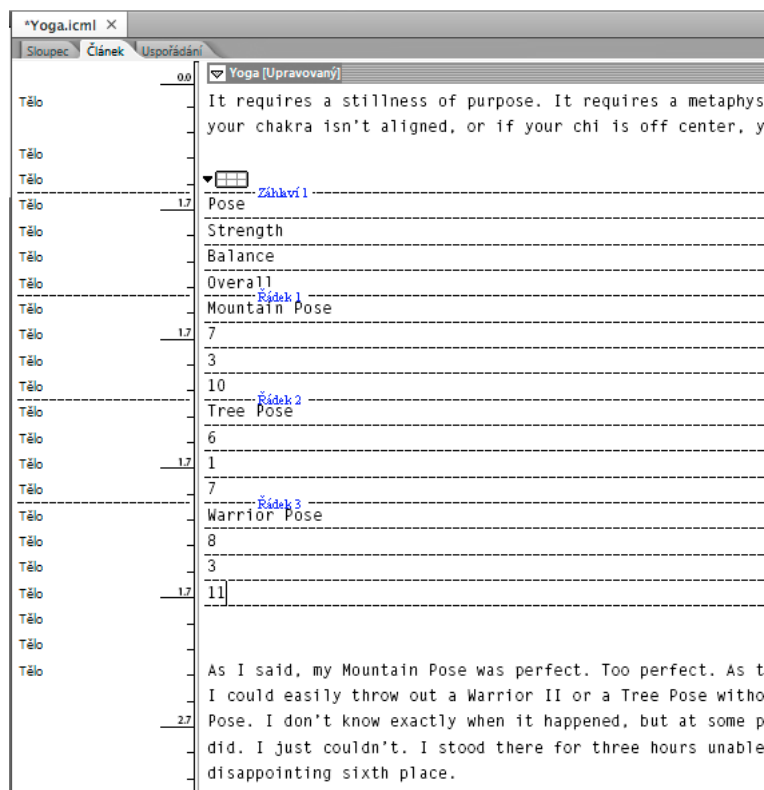 *Yoga.icml ×
Sloupec Článek Uspořádání
0.0 Yoga [Upravovaný]
Tělo It requires a stillness of purpose. It requires a metaphys
your chakra isn't aligned, or if your chi is off center, y
Tělo
Tělo
Záhlaví 1
Tělo 1.7 Pose
Tělo Strength
Tělo Balance
Tělo Overall
Řádek 1
Tělo Mountain Pose
Tělo 1.7 7
Tělo 3
Tělo 10
Řádek 2
Tělo Tree Pose
Tělo 6
Tělo 1.7 1
Tělo 7
Řádek 3
Tělo Warrior Pose
Tělo 8
Tělo 3
Tělo 1.7 11
Tělo
Tělo
Tělo As I said, my Mountain Pose was perfect. Too perfect. As t
I could easily throw out a Warrior II or a Tree Pose witho
2.7 Pose. I don't know exactly when it happened, but at some p
did. I just couldn't. I stood there for three hours unable
disappointing sixth place.